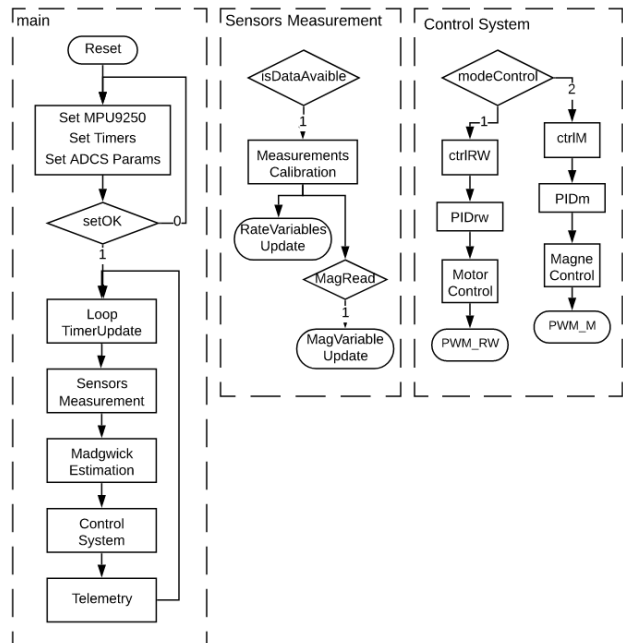 main
Reset
Set MPU9250
Set Timers
Set ADCS Params
setOK
0
1
Loop
TimerUpdate
Sensors
Measurement
Madgwick
Estimation
Control
System
Telemetry
Sensors Measurement
isDataAvaible
1
Measurements
Calibration
RateVariables
Update
MagRead
1
MagVariable
Update
Control System
modeControl
1
2
ctrlRW
PIDrw
Motor
Control
PWM_RW
ctrlM
PIDm
Magne
Control
PWM_M